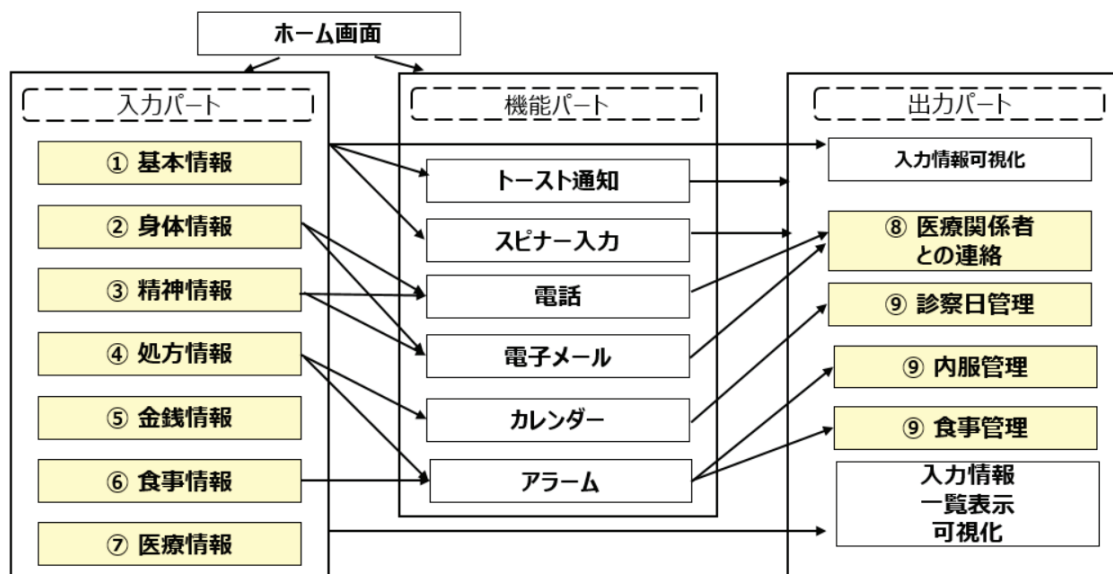 ホーム画面
入力パート
① 基本情報
② 身体情報
③ 精神情報
④ 処方情報
⑤ 金銭情報
⑥ 食事情報
⑦ 医療情報
機能パート
トースト通知
スピナー入力
電話
電子メール
カレンダー
アラーム
出力パート
入力情報可視化
⑧ 医療関係者
との連絡
⑨ 診察日管理
⑨ 内服管理
⑨ 食事管理
入力情報
一覧表示
可視化